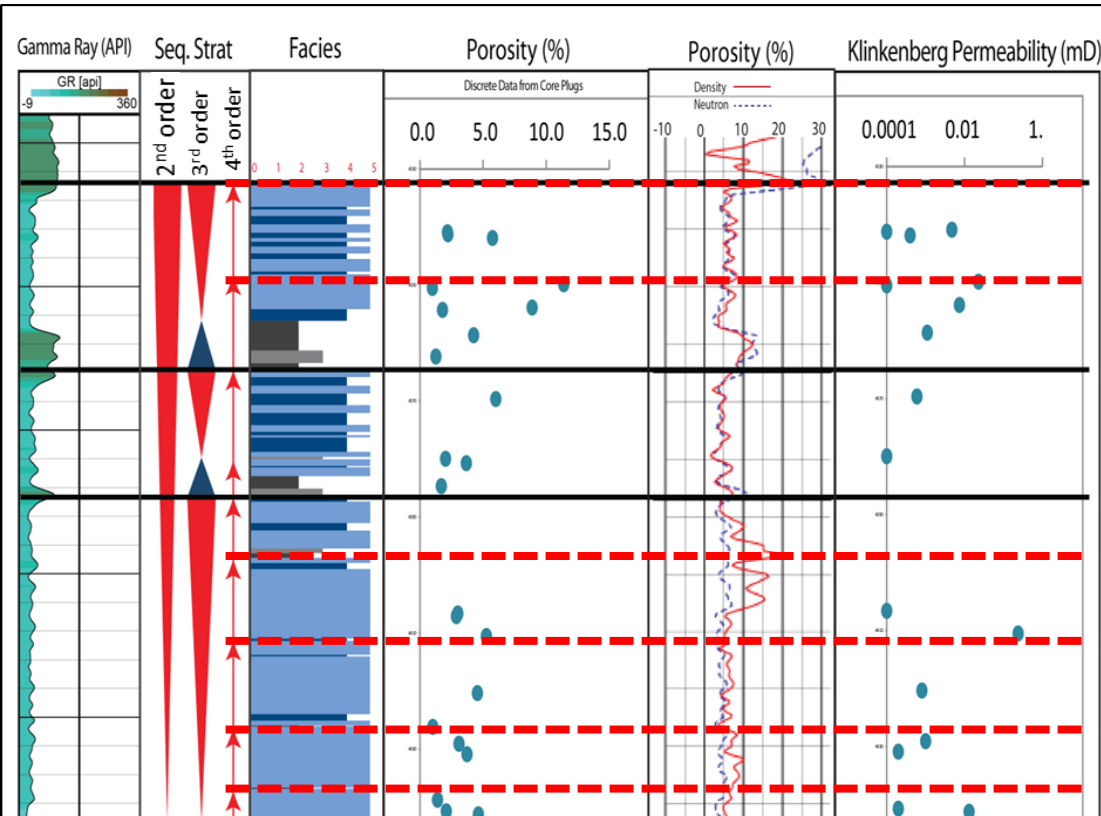 Gamma Ray (API) Seq. Strat Facies Porosity (%) Porosity (%) Klinkenberg Permeability (mD)
GR [api]
-9 360
2nd order
3rd order
4th order
0 1 2 3 4 5
Discrete Data from Core Plugs
0.0 5.0 10.0 15.0
Density
Neutron
-10 0 10 20 30
0.0001 0.01 1.